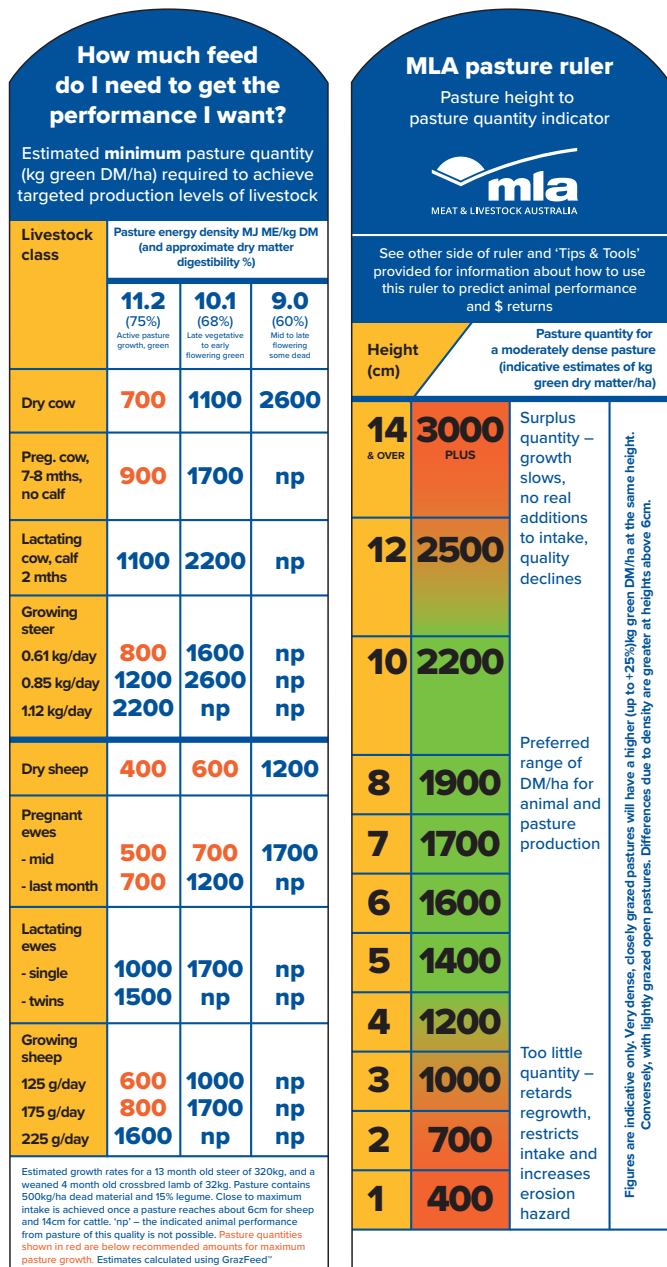 How much feed
do I need to get the
performance I want?
Estimated minimum pasture quantity
(kg green DM/ha) required to achieve
targeted production levels of livestock
Livestock
class
Pasture energy density MJ ME/kg DM
(and approximate dry matter
digestibility %)
11.2 10.1 9.0
(75%) (68%) (60%)
Active pasture
growth, green
Late vegetative
to early
flowering green
Mid to late
flowering
some dead
Dry cow 700 1100 2600
Preg. cow,
7-8 mths, 900 1700 np
no calf
Lactating
cow, calf 1100 2200 np
2 mths
Growing
steer
0.61 kg/day 800 1600 np
0.85 kg/day 1200 2600 np
1.12 kg/day 2200 np np
Dry sheep 400 600 1200
Pregnant
ewes
- mid 500 700 1700
- last month 700 1200 np
Lactating
ewes
- single 1000 1700 np
- twins 1500 np np
Growing
sheep
125 g/day 600 1000 np
175 g/day 800 1700 np
225 g/day 1600 np np
Estimated growth rates for a 13 month old steer of 320kg, and a
weaned 4 month old crossbred lamb of 32kg. Pasture contains
500kg/ha dead material and 15% legume. Close to maximum
intake is achieved once a pasture reaches about 6cm for sheep
and 14cm for cattle. 'np' – the indicated animal performance
from pasture of this quality is not possible. Pasture quantities
shown in red are below recommended amounts for maximum
pasture growth. Estimates calculated using GrazFeed™
MLA pasture ruler
Pasture height to
pasture quantity indicator
mla
MEAT & LIVESTOCK AUSTRALIA
See other side of ruler and 'Tips & Tools'
provided for information about how to use
this ruler to predict animal performance
and $ returns
Height
(cm)
Pasture quantity for
a moderately dense pasture
(indicative estimates of kg
green dry matter/ha)
14 3000
& OVER PLUS
12 2500
10 2200
8 1900
7 1700
6 1600
5 1400
4 1200
3 1000
2 700
1 400
Surplus
quantity –
growth
slows,
no real
additions
to intake,
quality
declines
Preferred
range of
DM/ha for
animal and
pasture
production
Too little
quantity –
retards
regrowth,
restricts
intake and
increases
erosion
hazard
Figures are indicative only. Very dense, closely grazed pastures will have a higher (up to +25%)kg green DM/ha at the same height.
Conversely, with lightly grazed open pastures. Differences due to density are greater at heights above 6cm.